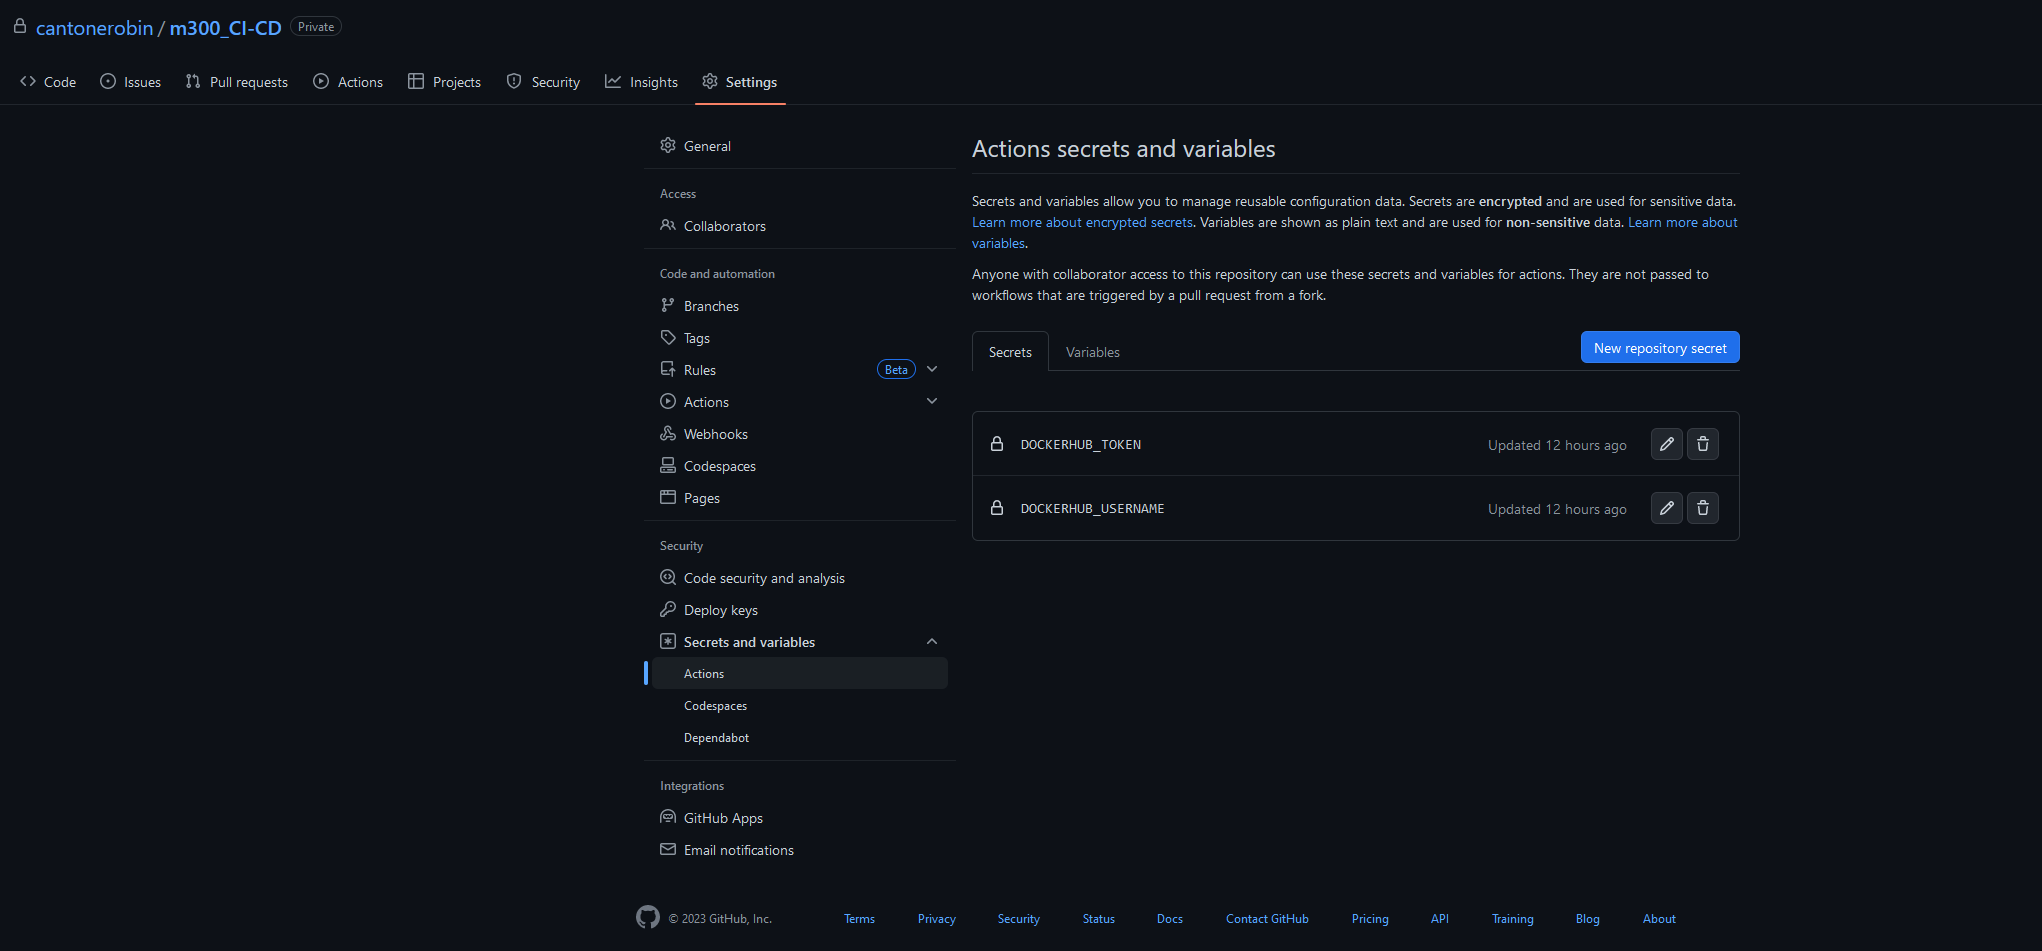 cantonerobin / m300_CI-CD Private
Code Issues Pull requests Actions Projects Security Insights Settings
General
Access
Collaborators
Code and automation
Branches
Tags
Rules Beta
Actions
Webhooks
Codespaces
Pages
Security
Code security and analysis
Deploy keys
Secrets and variables
Actions
Codespaces
Dependabot
Integrations
GitHub Apps
Email notifications
Actions secrets and variables
Secrets and variables allow you to manage reusable configuration data. Secrets are encrypted and are used for sensitive data.
Learn more about encrypted secrets. Variables are shown as plain text and are used for non-sensitive data. Learn more about
variables.
Anyone with collaborator access to this repository can use these secrets and variables for actions. They are not passed to
workflows that are triggered by a pull request from a fork.
Secrets Variables New repository secret
DOCKERHUB_TOKEN Updated 12 hours ago
DOCKERHUB_USERNAME Updated 12 hours ago
© 2023 GitHub, Inc. Terms Privacy Security Status Docs Contact GitHub Pricing API Training Blog About